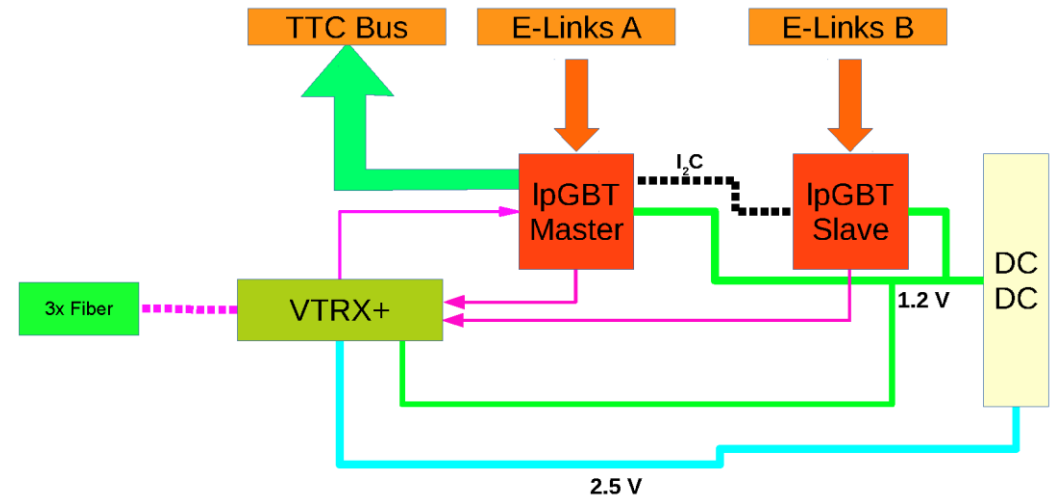 TTC Bus
E-Links A
E-Links B
I₂C
lpGBT
Master
lpGBT
Slave
DC
DC
1.2 V
3x Fiber
VTRX+
2.5 V